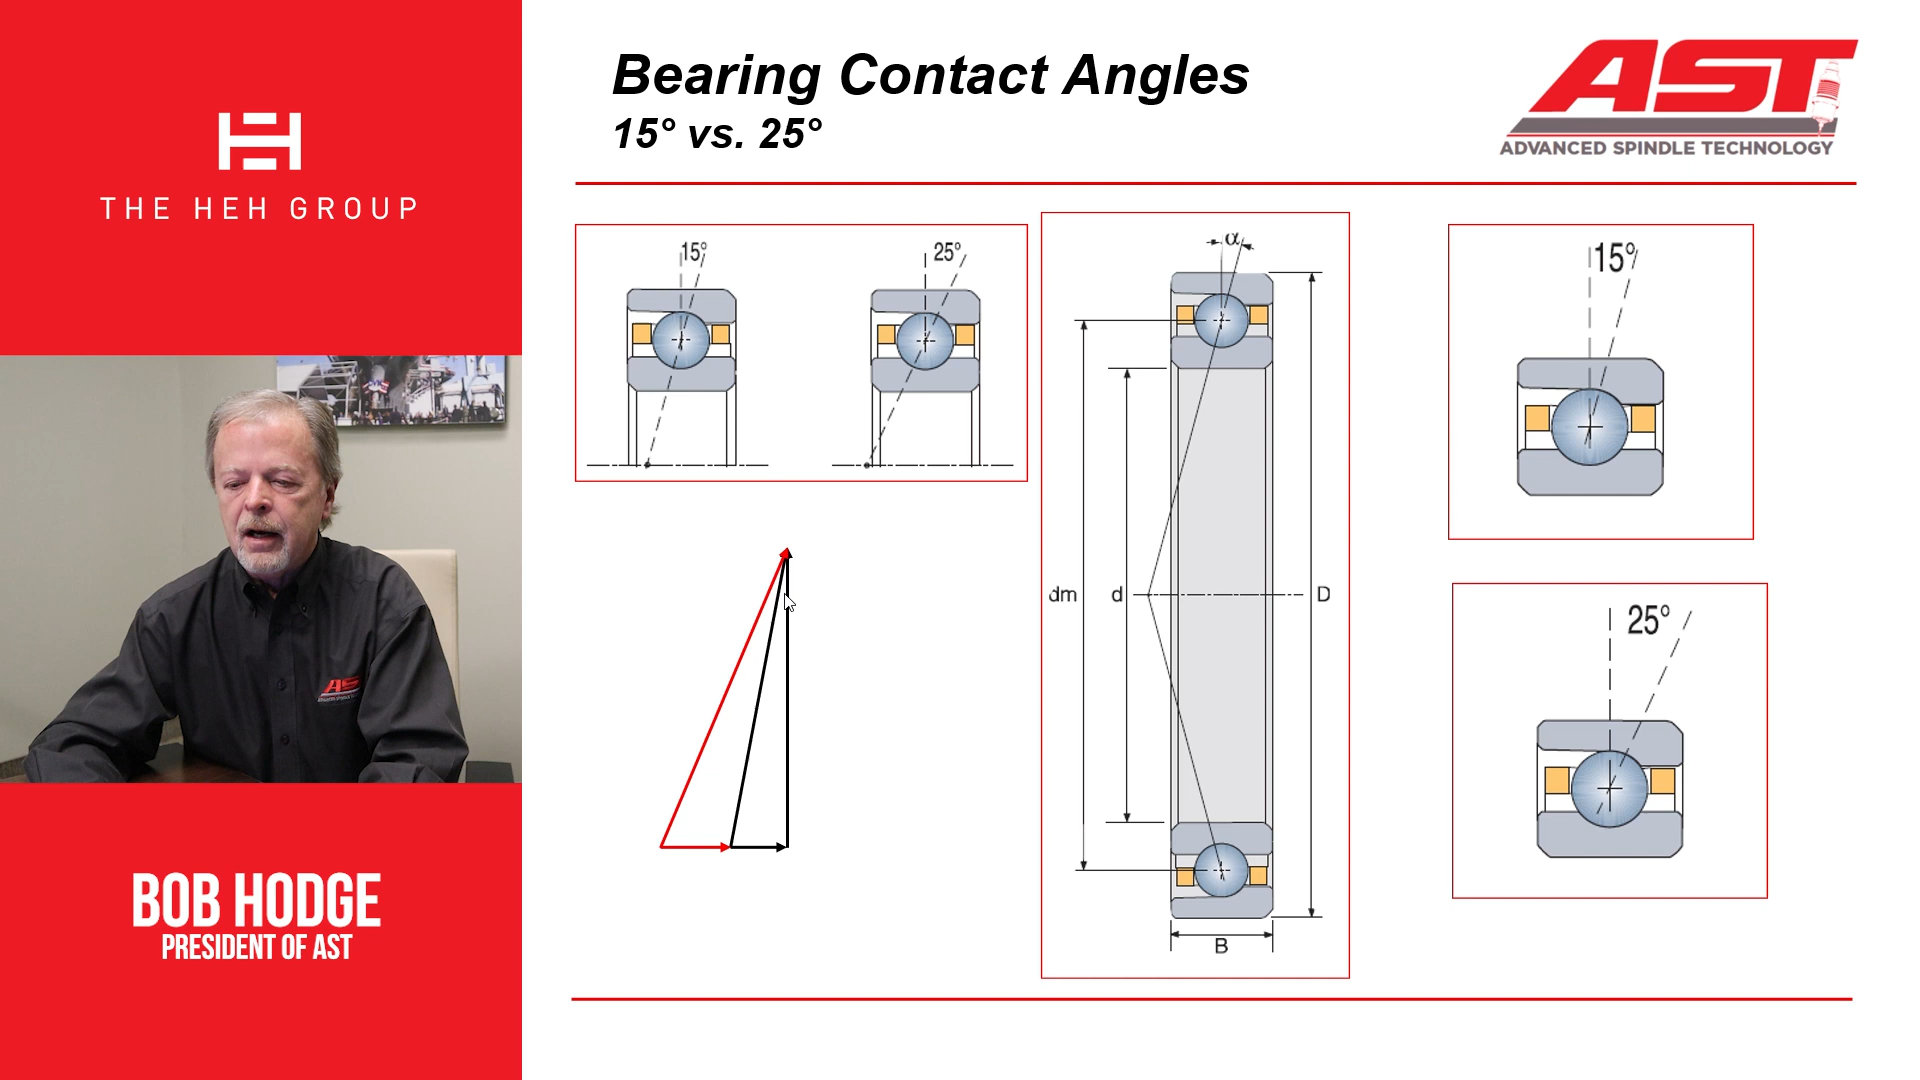 THE HEH GROUP
BOB HODGE
PRESIDENT OF AST
Bearing Contact Angles
15° vs. 25°
AST
ADVANCED SPINDLE TECHNOLOGY
15°
25°
α
dm
d
D
B
15°
25°
AST